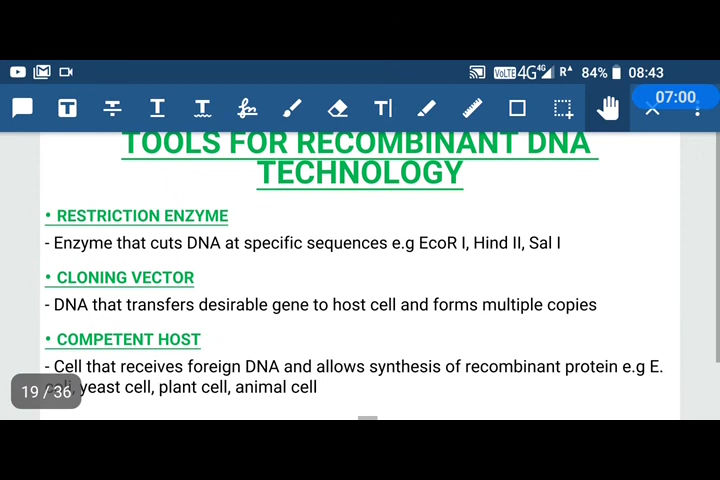 VoLTE 4G 4G R 84% 08:43
07:00
TOOLS FOR RECOMBINANT DNA
TECHNOLOGY
• RESTRICTION ENZYME
- Enzyme that cuts DNA at specific sequences e.g EcoR I, Hind II, Sal I
• CLONING VECTOR
- DNA that transfers desirable gene to host cell and forms multiple copies
• COMPETENT HOST
- Cell that receives foreign DNA and allows synthesis of recombinant protein e.g E.
coli, yeast cell, plant cell, animal cell
19 / 36